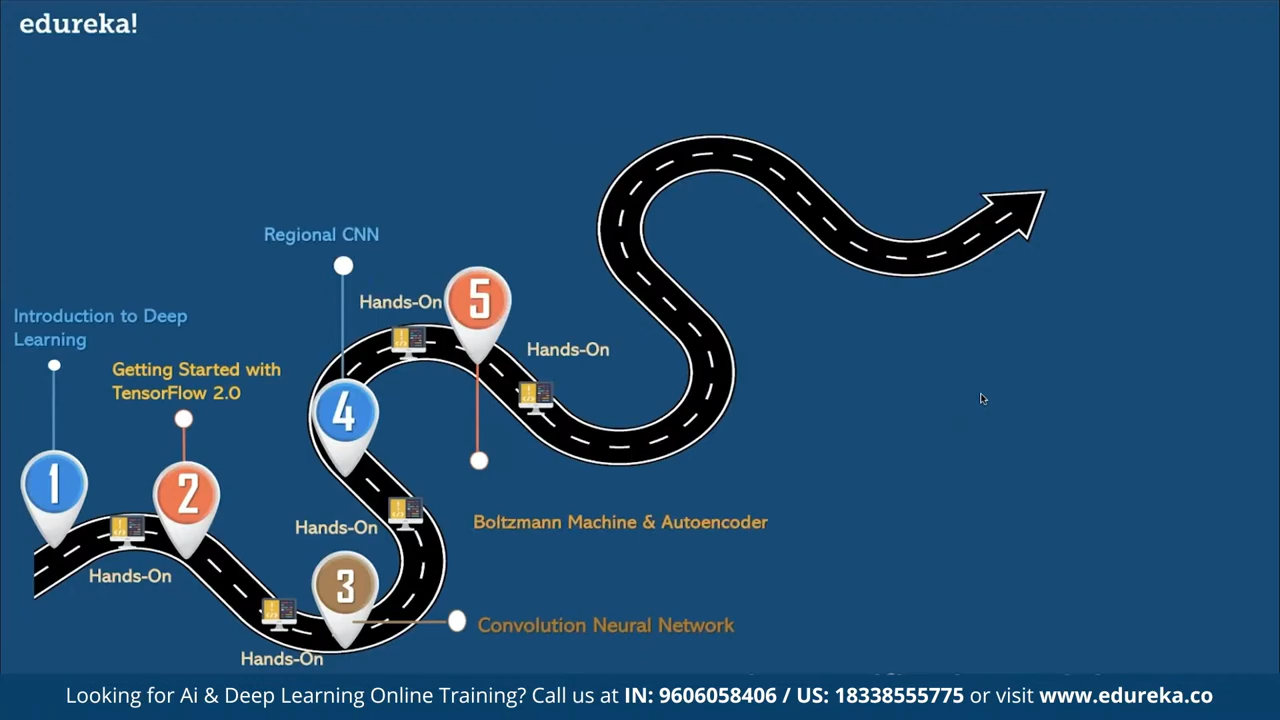 edureka!
Regional CNN
Hands-On
5
Introduction to Deep
Learning
Hands-On
Getting Started with
TensorFlow 2.0
4
1
2
Hands-On
Boltzmann Machine & Autoencoder
Hands-On
3
Convolution Neural Network
Hands-On
Looking for Ai & Deep Learning Online Training? Call us at IN: 9606058406 / US: 18338555775 or visit www.edureka.co